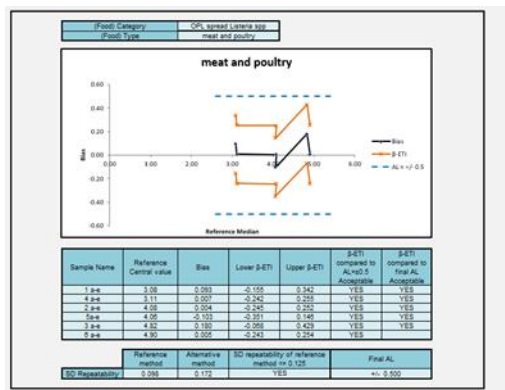 (Food) Category OPL spread Listeria spp
(Food) Type meat and poultry
meat and poultry
0.60
0.40
0.20
0.00
-0.20
-0.40
-0.60
0.00 1.00 2.00 3.00 4.00 5.00 6.00
Bias
Reference Median
Bias
β-ETI
AL = +/- 0.5
Sample Name Reference Central value Bias Lower β-ETI Upper β-ETI β-ETI compared to AL=±0.5 Acceptable β-ETI compared to final AL Acceptable
1 a-e 3.08 0.093 -0.155 0.342 YES YES
4 a-e 3.11 0.007 -0.242 0.255 YES YES
2 a-e 4.08 0.004 -0.245 0.252 YES YES
5a-e 4.06 -0.103 -0.351 0.146 YES YES
3 a-e 4.82 0.180 -0.068 0.429 YES YES
6 a-e 4.90 0.005 -0.243 0.254 YES
Reference method Alternative method SD repeatability of reference method <= 0.125 Final AL
SD Repeatability 0.098 0.172 YES +/- 0.500